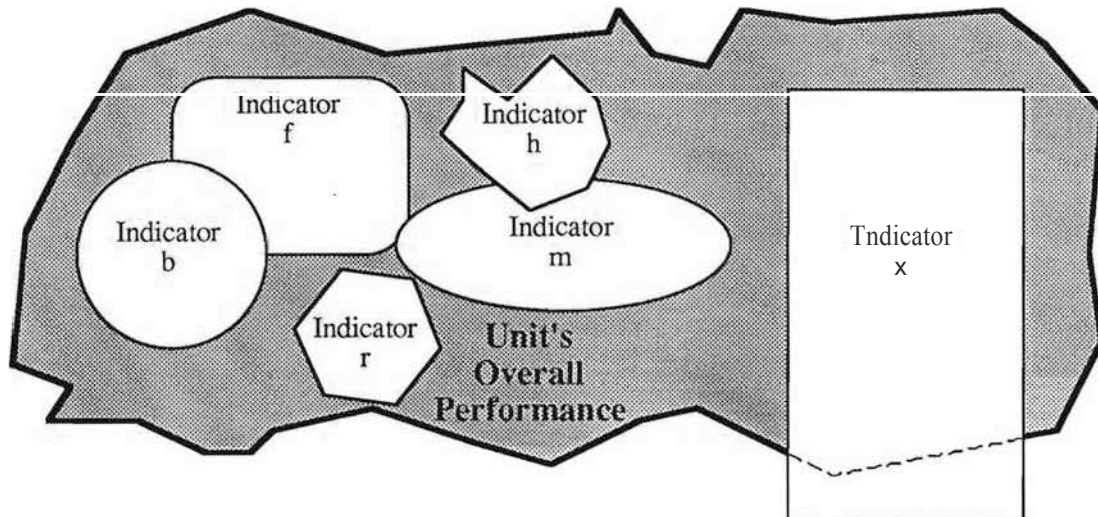 Indicator
f
Indicator
h
Indicator
b
Indicator
m
Tndicator
x
Indicator
r
Unit's
Overall
Performance